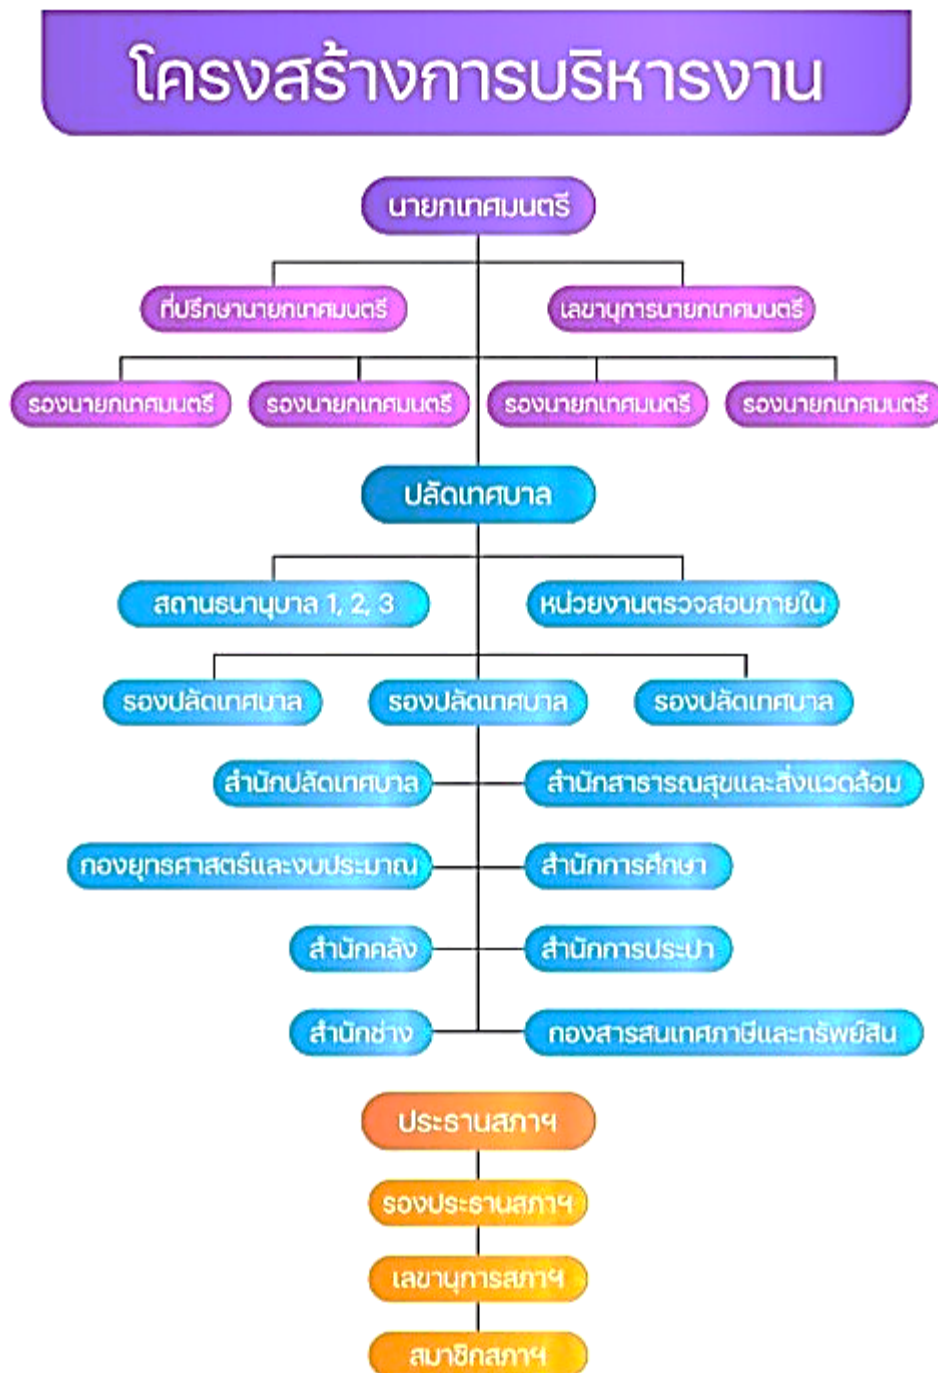 โครงสร้างการบริหารงาน
นายกเทศมนตรี
ที่ปรึกษานายกเทศมนตรี
เลขานุการนายกเทศมนตรี
รองนายกเทศมนตรี
รองนายกเทศมนตรี
รองนายกเทศมนตรี
รองนายกเทศมนตรี
ปลัดเทศบาล
สถานธนานุบาล 1, 2, 3
หน่วยงานตรวจสอบภายใน
รองปลัดเทศบาล
รองปลัดเทศบาล
รองปลัดเทศบาล
สำนักปลัดเทศบาล
สำนักสาธารณสุขและสิ่งแวดล้อม
กองยุทธศาสตร์และงบประมาณ
สำนักการศึกษา
สำนักคลัง
สำนักการประปา
สำนักช่าง
กองสารสนเทศภาษีและทรัพย์สิน
ประธานสภาฯ
รองประธานสภาฯ
เลขานุการสภาฯ
สมาชิกสภาฯ